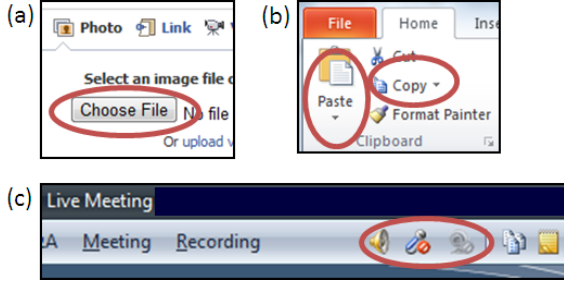 (a)
Photo Link
Select an image file
Choose File No file
Or upload
(b)
File Home Inse
Cut
Copy
Paste
Format Painter
Clipboard
(c)
Live Meeting
&A Meeting Recording